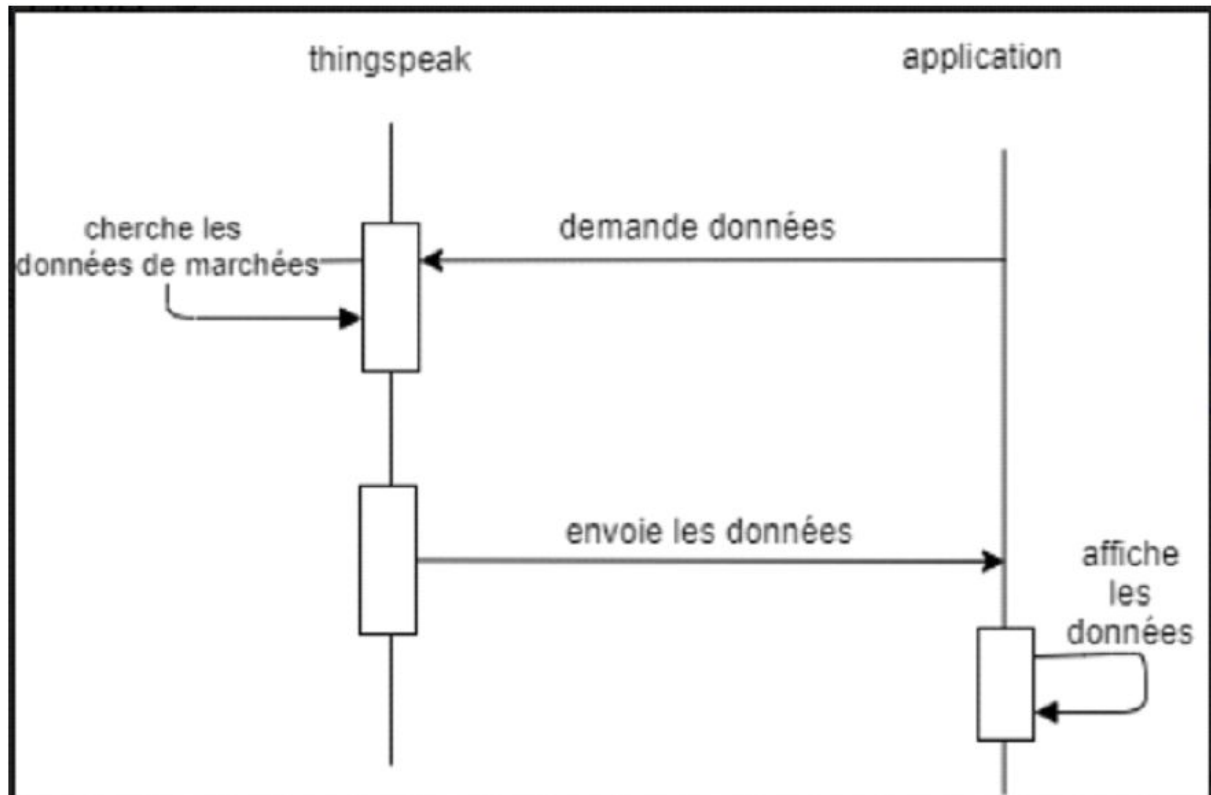 thingspeak
application
cherche les
données de marchées
demande données
envoie les données
affiche
les
données